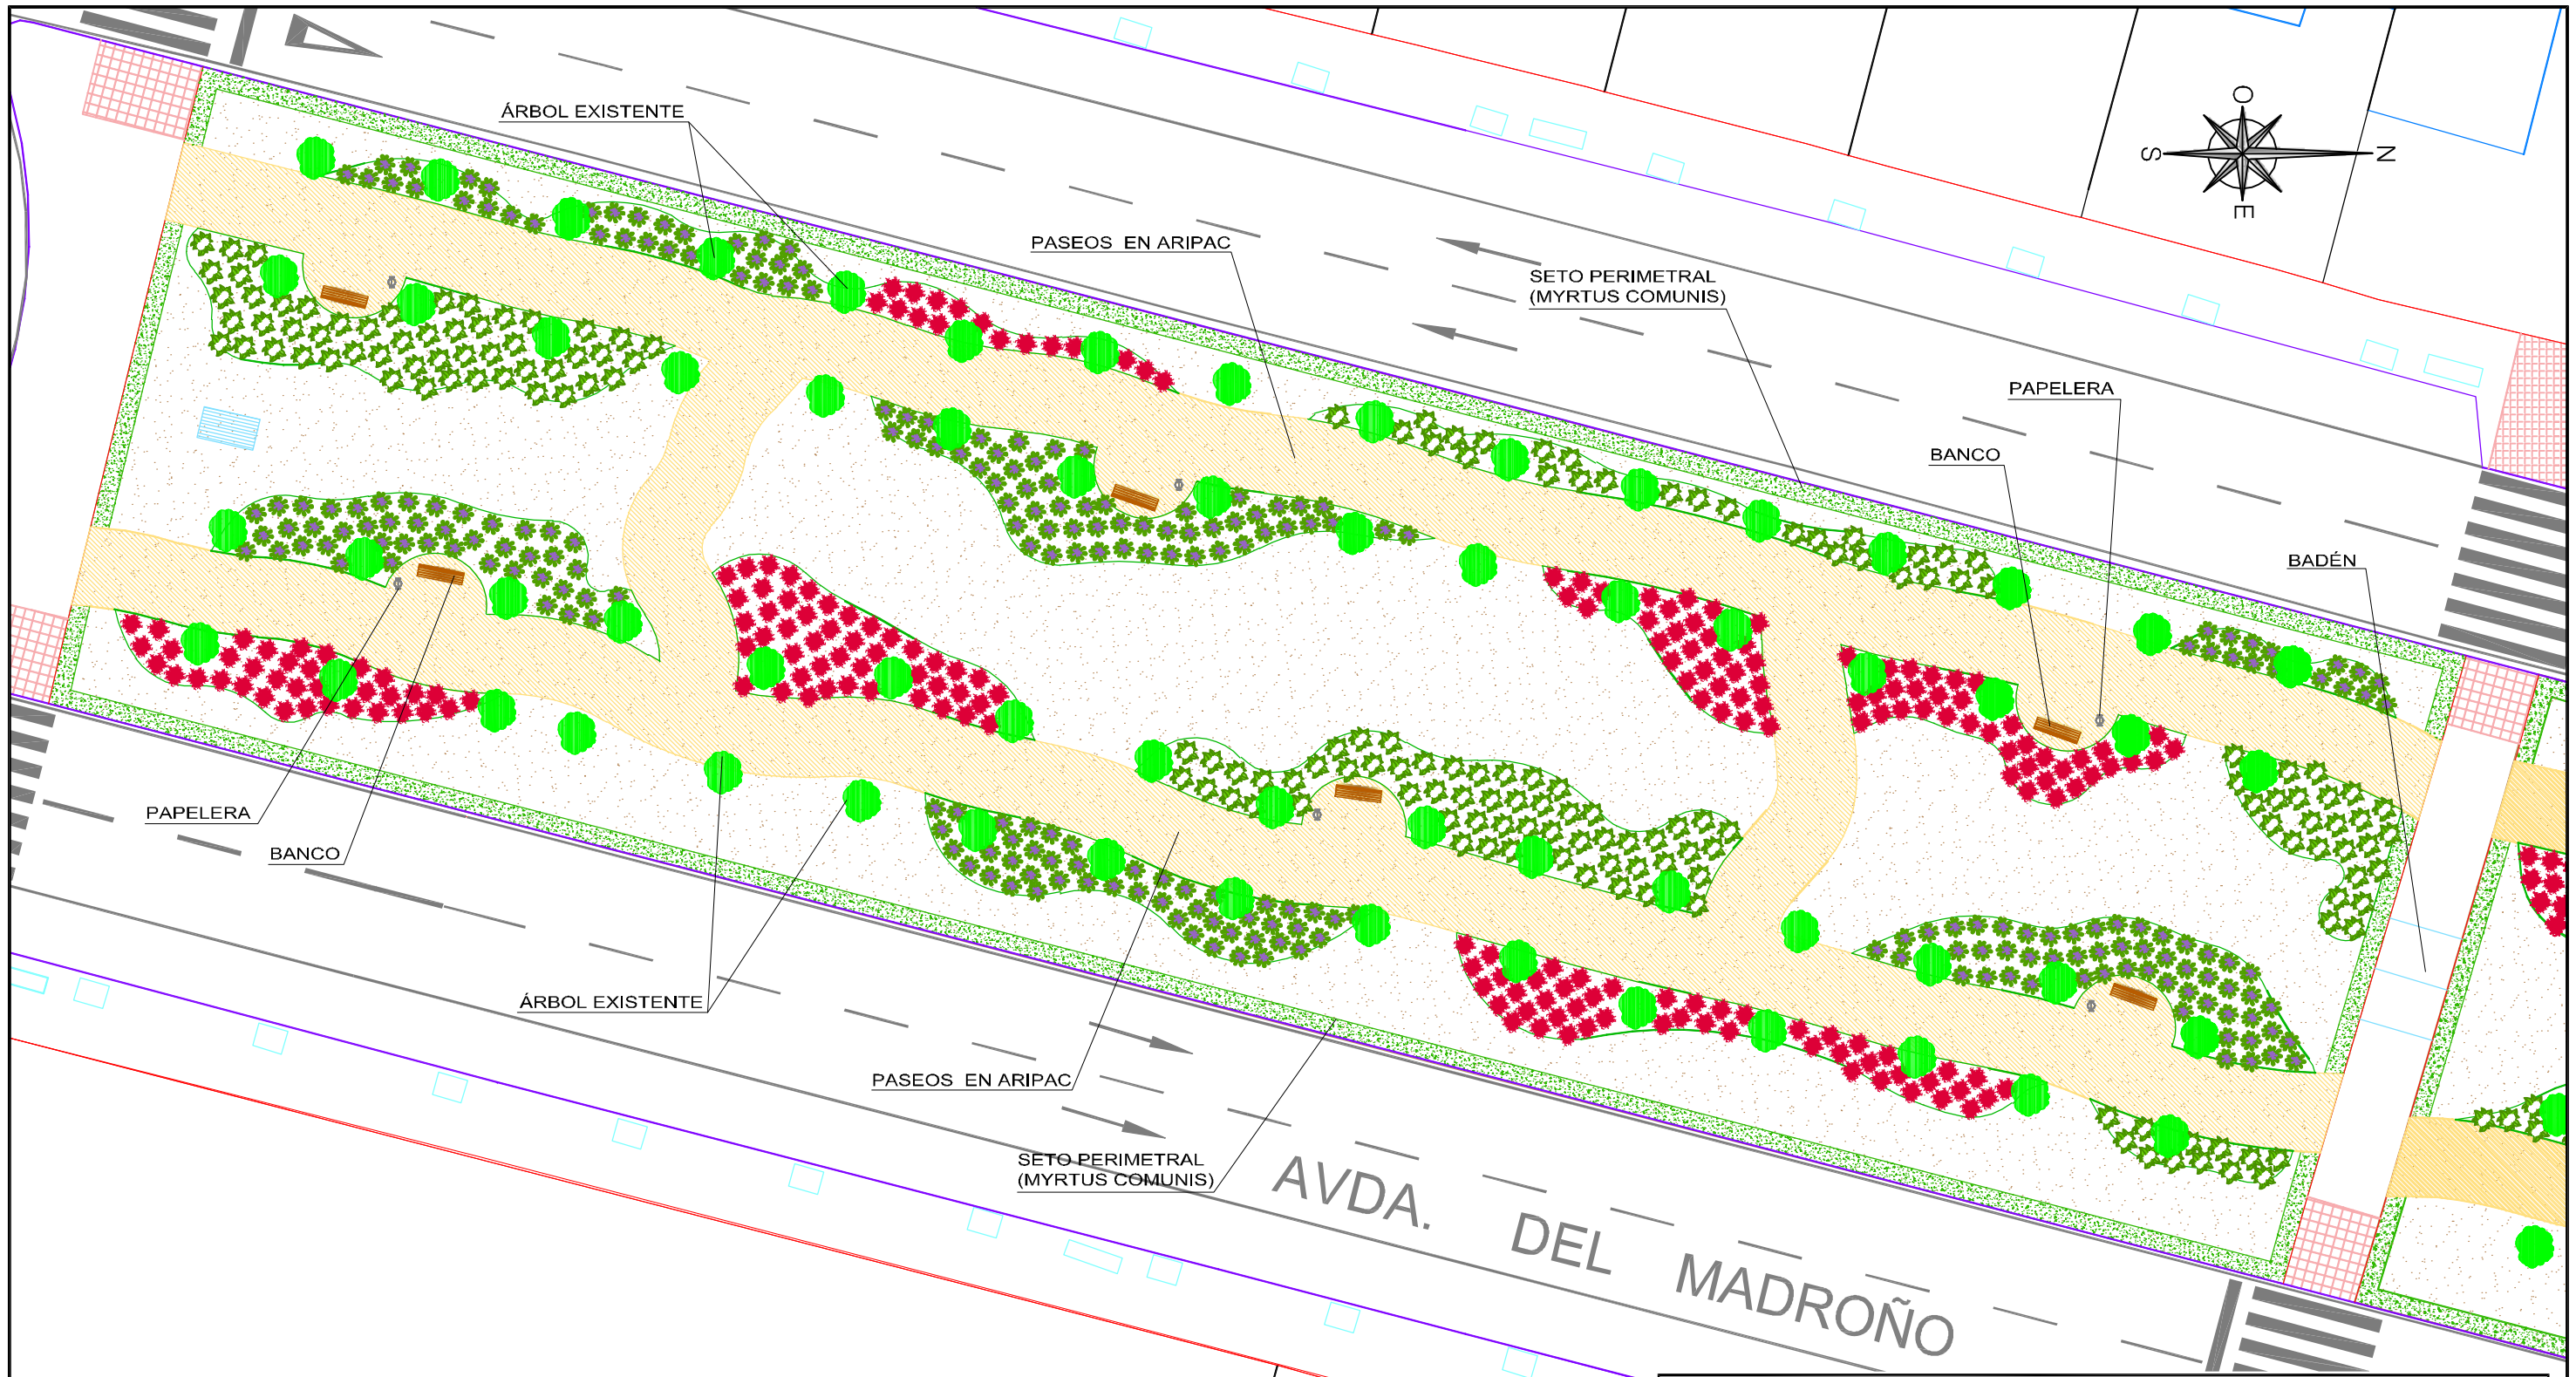 ÁRBOL EXISTENTE
O
S
N
E
PASEOS EN ARIPAC
SETO PERIMETRAL
(MYRTUS COMUNIS)
PAPELERA
BANCO
BADÉN
PAPELERA
BANCO
ÁRBOL EXISTENTE
PASEOS EN ARIPAC
SETO PERIMETRAL
(MYRTUS COMUNIS)
AVDA. DEL MADROÑO